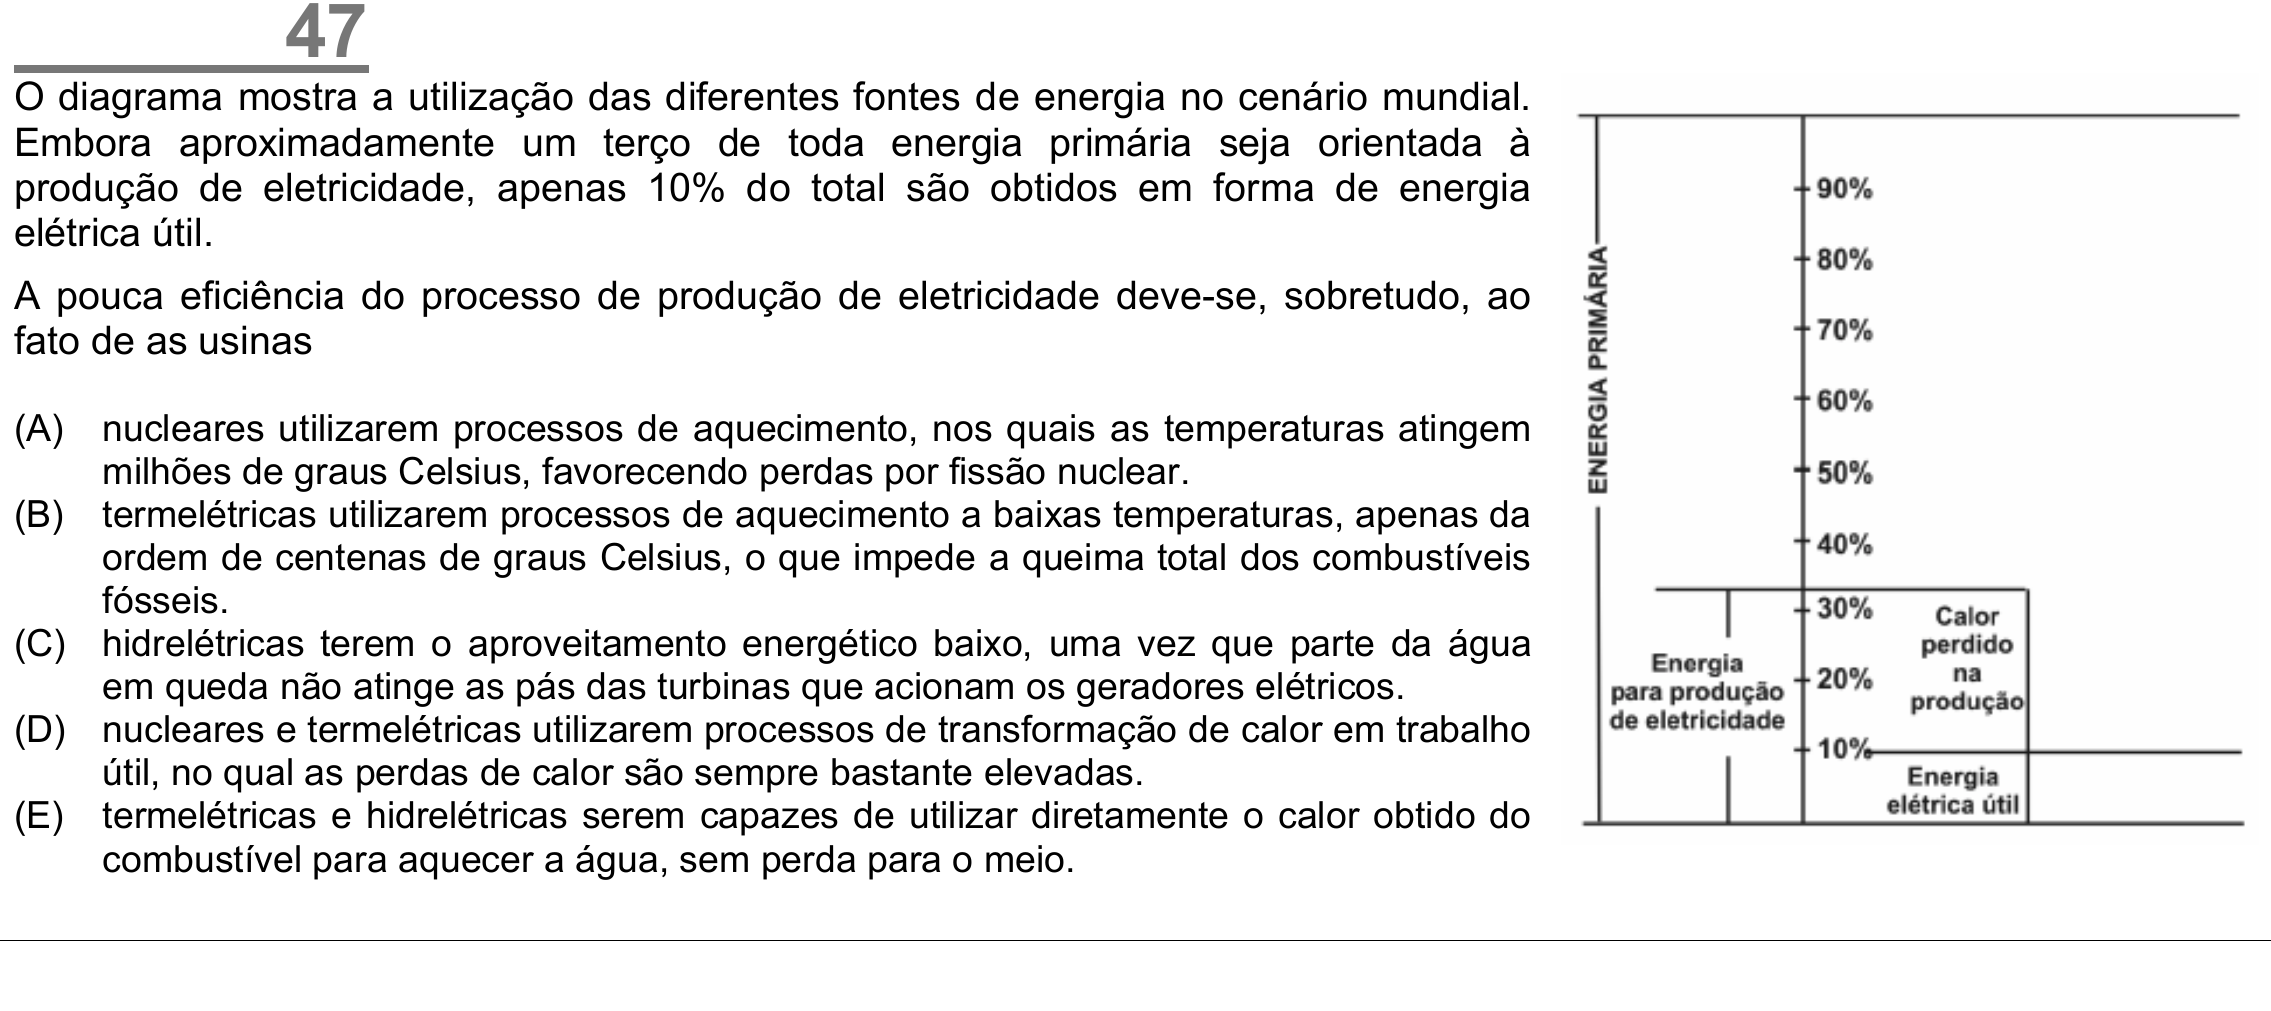 47
O diagrama mostra a utilização das diferentes fontes de energia no cenário mundial.
Embora aproximadamente um terço de toda energia primária seja orientada à
produção de eletricidade, apenas 10% do total são obtidos em forma de energia
elétrica útil.
A pouca eficiência do processo de produção de eletricidade deve-se, sobretudo, ao
fato de as usinas
(A) nucleares utilizarem processos de aquecimento, nos quais as temperaturas atingem
milhões de graus Celsius, favorecendo perdas por fissão nuclear.
(B) termelétricas utilizarem processos de aquecimento a baixas temperaturas, apenas da
ordem de centenas de graus Celsius, o que impede a queima total dos combustíveis
fósseis.
(C) hidrelétricas terem o aproveitamento energético baixo, uma vez que parte da água
em queda não atinge as pás das turbinas que acionam os geradores elétricos.
(D) nucleares e termelétricas utilizarem processos de transformação de calor em trabalho
útil, no qual as perdas de calor são sempre bastante elevadas.
(E) termelétricas e hidrelétricas serem capazes de utilizar diretamente o calor obtido do
combustível para aquecer a água, sem perda para o meio.
ENERGIA PRIMÁRIA
90%
80%
70%
60%
50%
40%
30%
20%
10%
Energia
para produção
de eletricidade
Calor
perdido
na
produção
Energia
elétrica útil